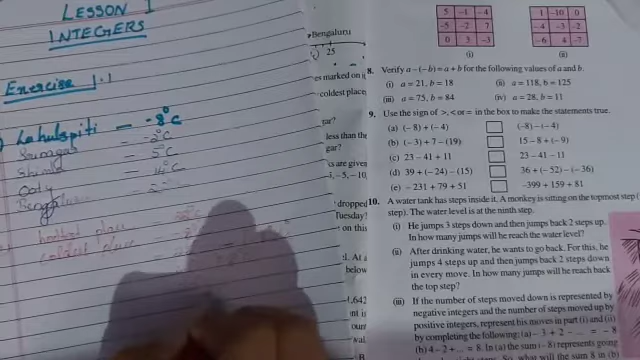 LESSON 1
INTEGERS
Exercise 1.1
Lahulspiti — -8°C
Srinagar — -2°C
Shimla — 5°C
Ooty — 14°C
Bengaluru
hottest place
coldest place
Bengaluru
25
es marked on
coldest place
gar?
less than the
gar?
ks are given
-5, -10,
dropped
Tuesday?
on this
At
below
1,642
5 -1 -4
-5 -2 7
0 3 -3
(i)
1 -10 0
-4 -3 -2
-6 4 -7
(ii)
8. Verify a – (–b) = a + b for the following values of a and b.
(i) a = 21, b = 18 (ii) a = 118, b = 125
(iii) a = 75, b = 84 (iv) a = 28, b = 11
9. Use the sign of >, < or = in the box to make the statements true.
(a) (–8) + (–4) □ (–8) – (–4)
(b) (–3) + 7 – (19) □ 15 – 8 + (–9)
(c) 23 – 41 + 11 □ 23 – 41 – 11
(d) 39 + (–24) – (15) □ 36 + (–52) – (–36)
(e) –231 + 79 + 51 □ –399 + 159 + 81
10. A water tank has steps inside it. A monkey is sitting on the topmost step (
step). The water level is at the ninth step.
(i) He jumps 3 steps down and then jumps back 2 steps up.
In how many jumps will he reach the water level?
(ii) After drinking water, he wants to go back. For this, he
jumps 4 steps up and then jumps back 2 steps down
in every move. In how many jumps will he reach back
the top step?
(iii) If the number of steps moved down is represented by
negative integers and the number of steps moved up by
positive integers, represent his moves in part (i) and (ii)
by completing the following; (a) – 3 + 2 – ... = – 8
(b) 4 – 2 + ... = 8. In (a) the sum (– 8) represents going